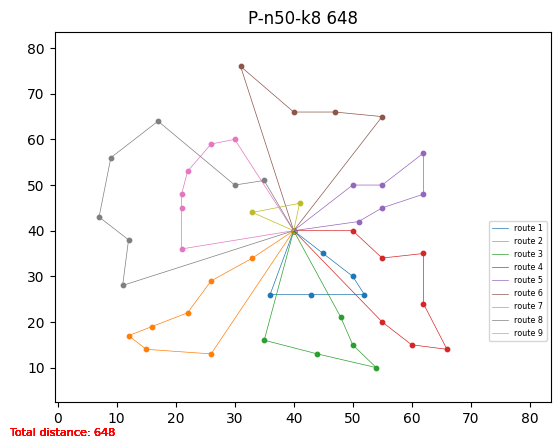 P-n50-k8 648
80
70
60
50
40
30
20
10
0 10 20 30 40 50 60 70 80
route 1
route 2
route 3
route 4
route 5
route 6
route 7
route 8
route 9
Total distance: 648